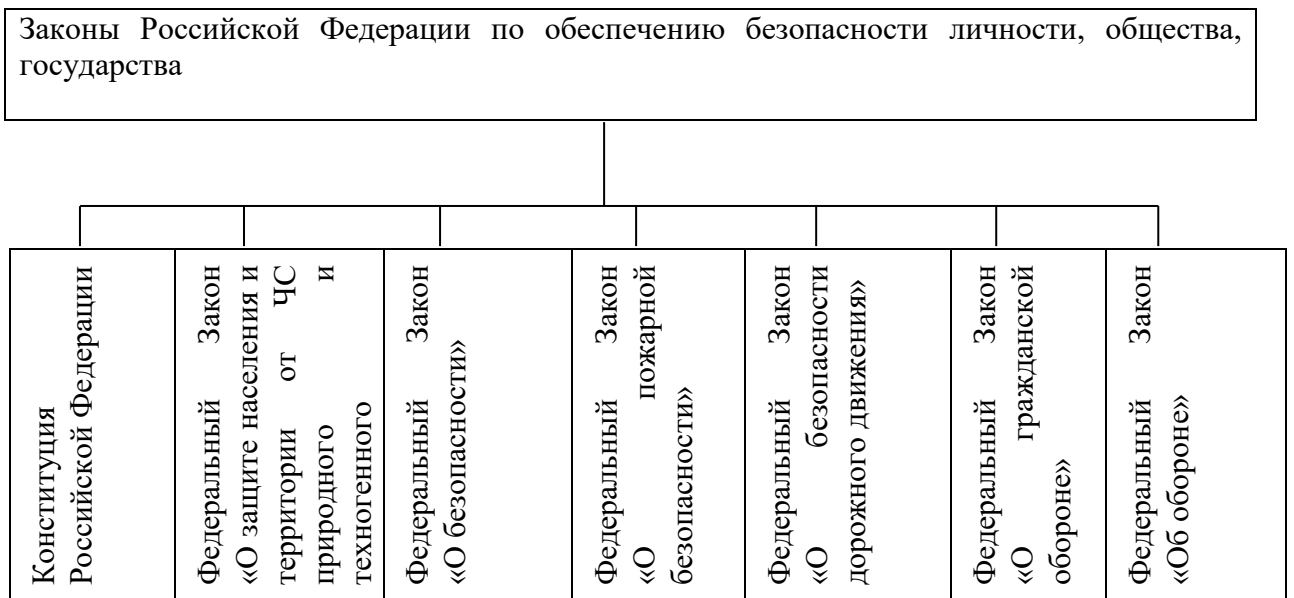 Законы Российской Федерации по обеспечению безопасности личности, общества,
государства
Конституция
Российской Федерации
Федеральный Закон
«О защите населения и
территории от ЧС
природного и
техногенного
Федеральный Закон
«О безопасности»
Федеральный Закон
«О пожарной
безопасности»
Федеральный Закон
«О безопасности
дорожного движения»
Федеральный Закон
«О гражданской
обороне»
Федеральный Закон
«Об обороне»